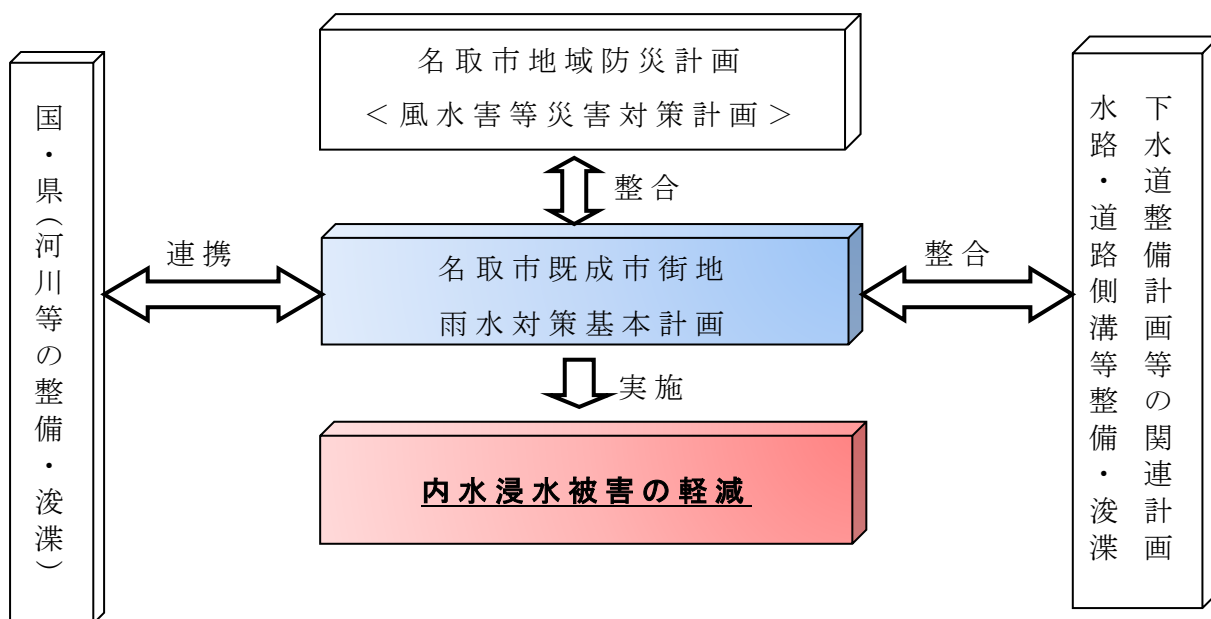 名取市地域防災計画
＜風水害等災害対策計画＞
整合
国・県（河川等の整備・浚渫）
連携
名取市既成市街地
雨水対策基本計画
整合
下水道整備計画等の関連計画
水路・道路側溝等整備・浚渫
実施
内水浸水被害の軽減